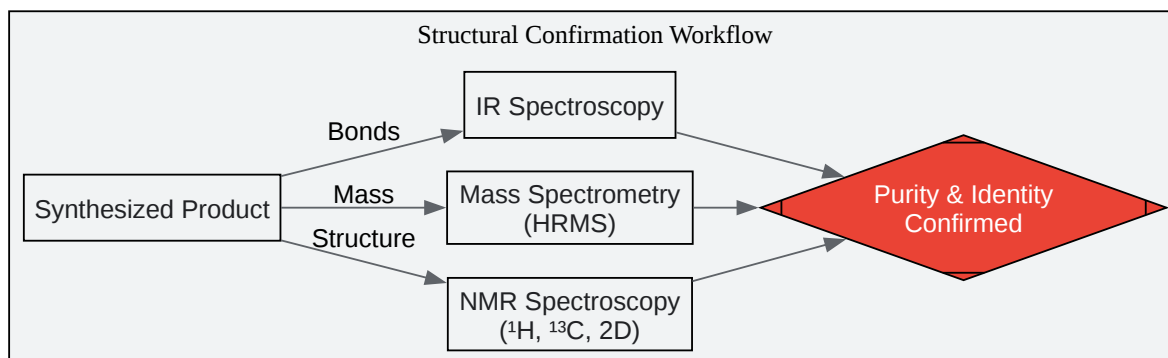 Structural Confirmation Workflow
Synthesized Product
Bonds
Mass
Structure
IR Spectroscopy
Mass Spectrometry
(HRMS)
NMR Spectroscopy
(¹H, ¹³C, 2D)
Purity & Identity
Confirmed